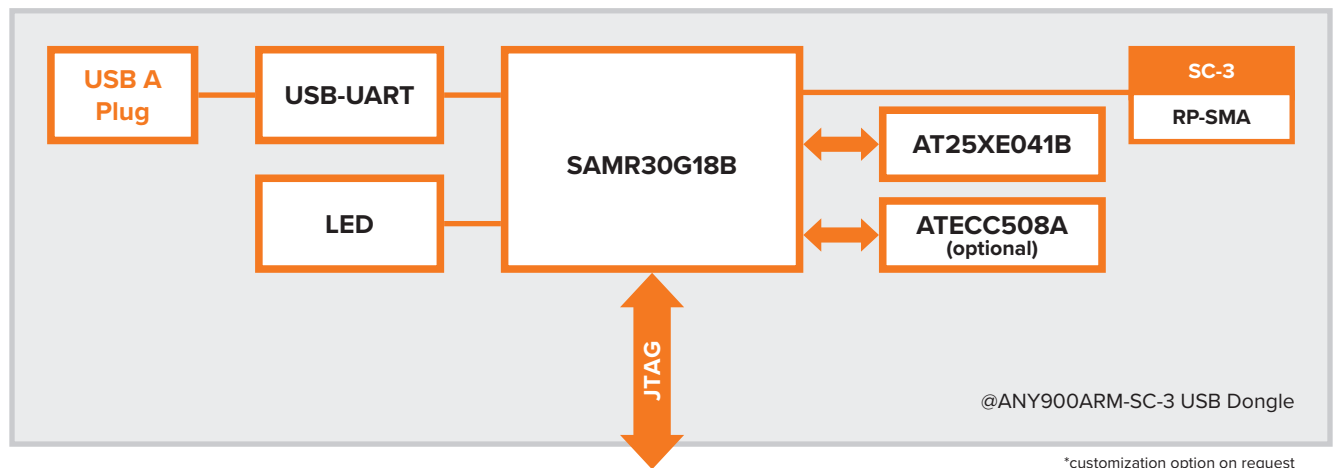 USB A
Plug
USB-UART
LED
SAMR30G18B
SC-3
RP-SMA
AT25XE041B
ATECC508A
(optional)
JTAG
@ANY900ARM-SC-3 USB Dongle
*customization option on request